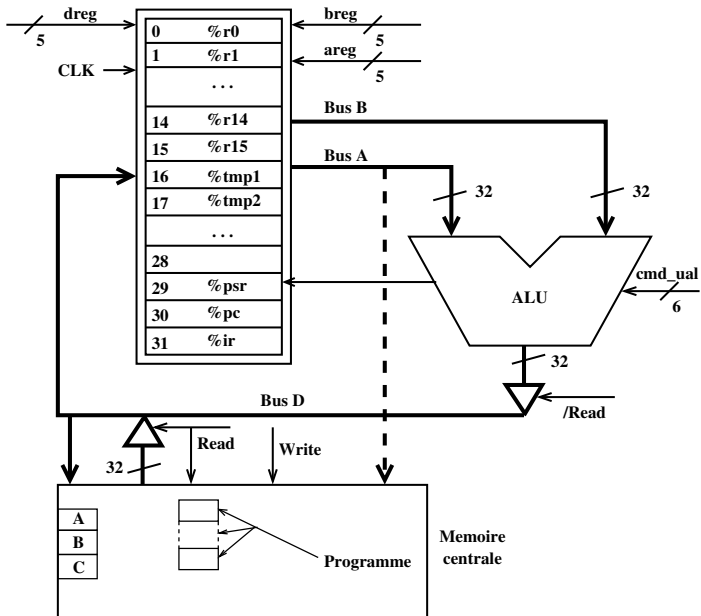 dreg
5
CLK
0 %r0
1 %r1
...
14 %r14
15 %r15
16 %tmp1
17 %tmp2
...
28
29 %psr
30 %pc
31 %ir
breg
5
areg
5
Bus B
Bus A
32
32
cmd_ual
6
ALU
32
/Read
Bus D
Read
Write
32
A
B
C
Programme
Memoire
centrale